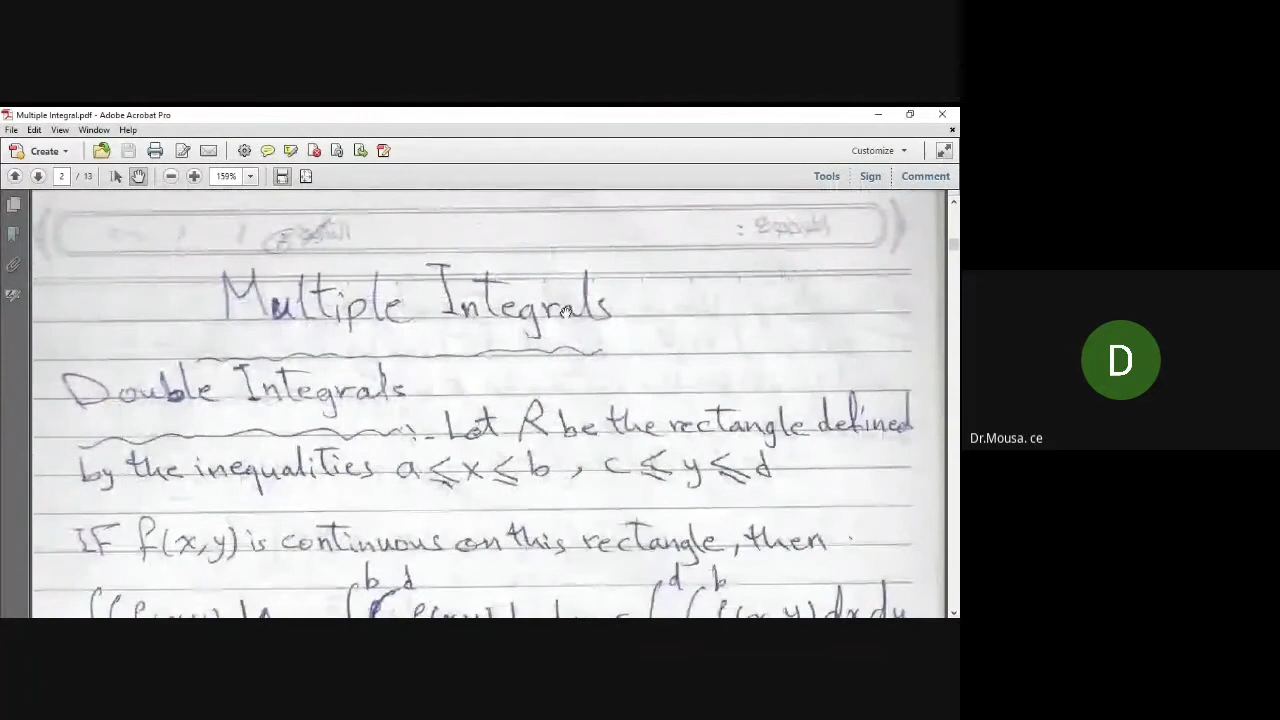 Multiple Integral.pdf - Adobe Acrobat Pro
File Edit View Window Help
Create
Customize
2 / 13
159%
Tools Sign Comment
Multiple Integrals
Double Integrals
:- Let R be the rectangle defined
by the inequalities a ≤ x ≤ b , c ≤ y ≤ d
IF f(x,y) is continuous on this rectangle, then
b d d b
f(x,y) dx dy
D
Dr.Mousa. ce